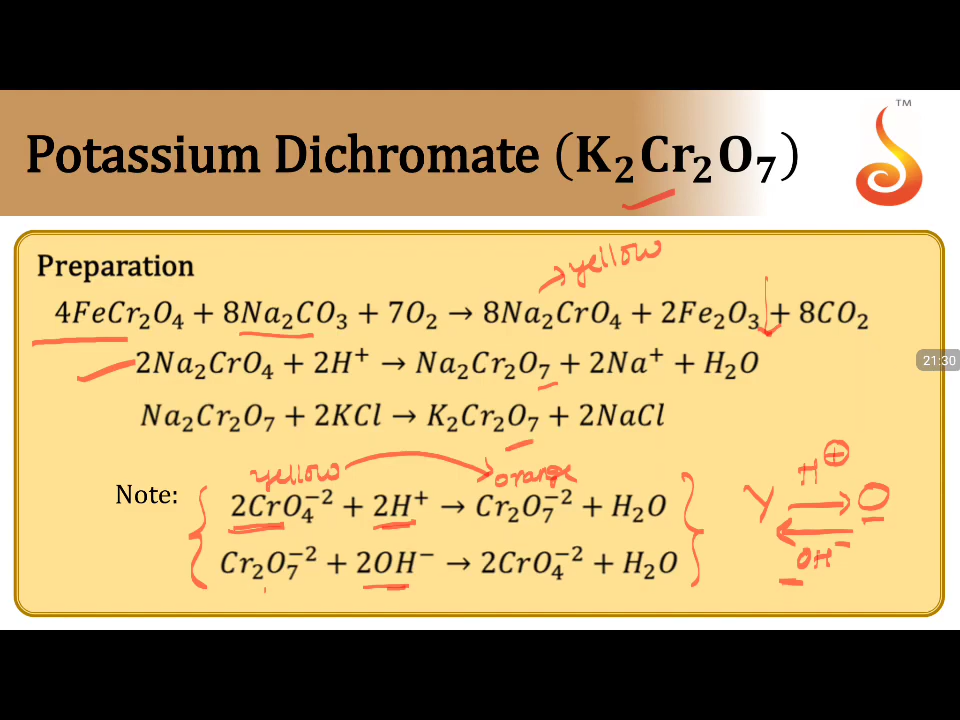 TM
Potassium Dichromate (K₂Cr₂O₇)
Preparation
→ yellow
4FeCr₂O₄ + 8Na₂CO₃ + 7O₂ → 8Na₂CrO₄ + 2Fe₂O₃ ↓ + 8CO₂
2Na₂CrO₄ + 2H⁺ → Na₂Cr₂O₇ + 2Na⁺ + H₂O
21:30
Na₂Cr₂O₇ + 2KCl → K₂Cr₂O₇ + 2NaCl
yellow → orange
Note:
2CrO₄⁻² + 2H⁺ → Cr₂O₇⁻² + H₂O
Cr₂O₇⁻² + 2OH⁻ → 2CrO₄⁻² + H₂O
H⊕
Y → O
OH⁻